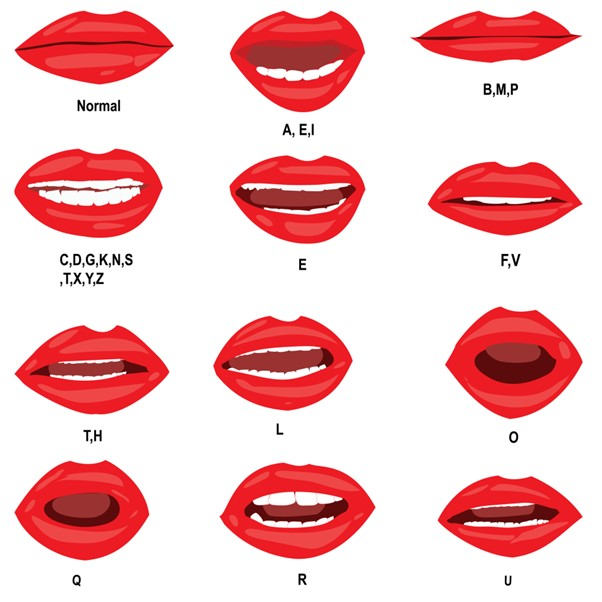 Normal
A, E,I
B,M,P
C,D,G,K,N,S
,T,X,Y,Z
E
F,V
T,H
L
O
Q
R
U